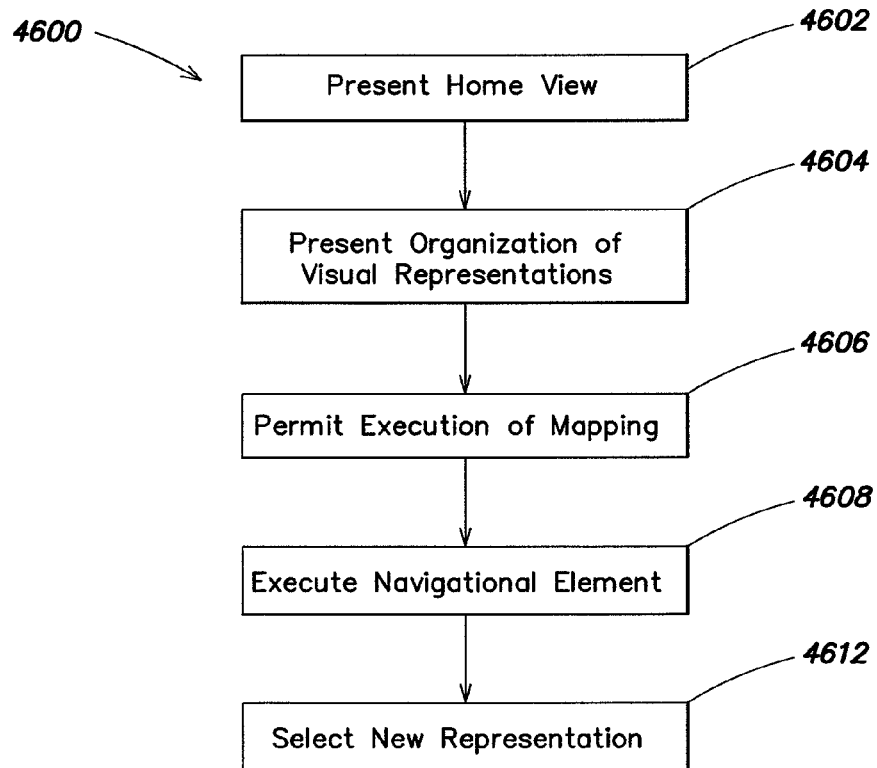 4600
4602
Present Home View
4604
Present Organization of
Visual Representations
4606
Permit Execution of Mapping
4608
Execute Navigational Element
4612
Select New Representation